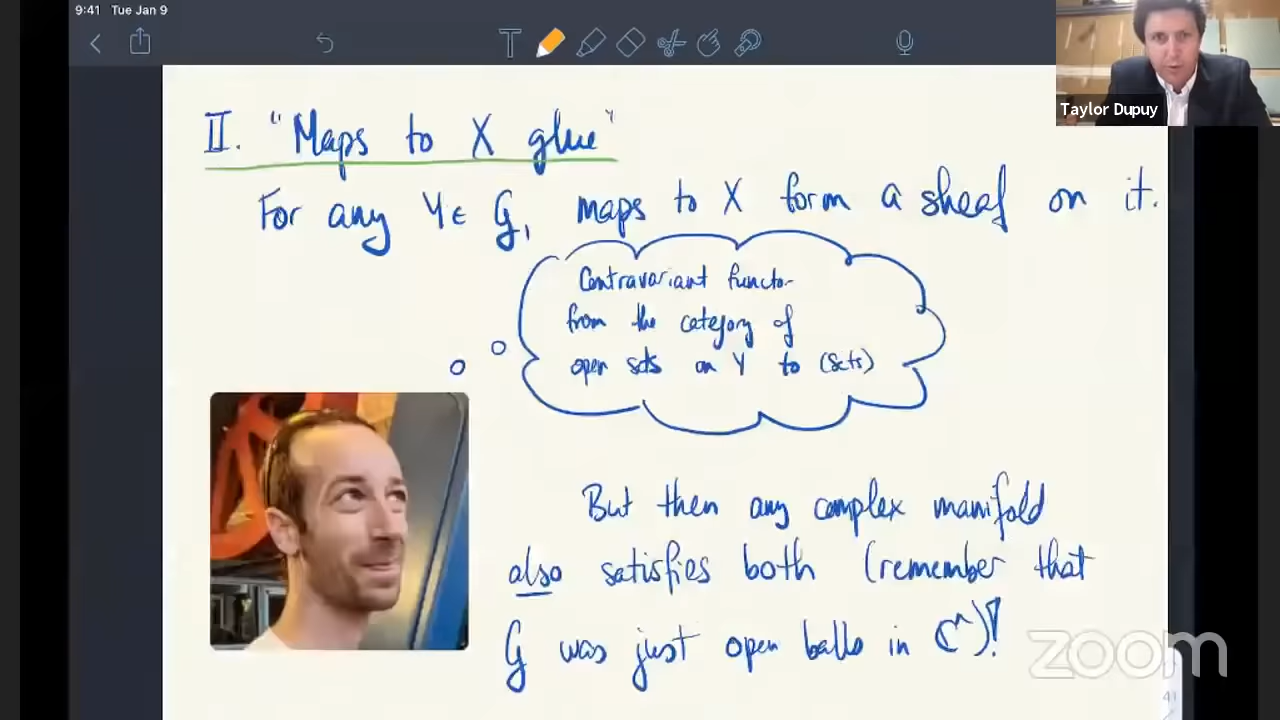 9:41 Tue Jan 9
T
Taylor Dupuy
II. "Maps to X glue"
For any Y ∈ G, maps to X form a sheaf on it.
Contravariant functor
from the category of
open sets on Y to (Sets)
But then any complex manifold
also satisfies both (remember that
G was just open balls in ℂⁿ)!
zoom